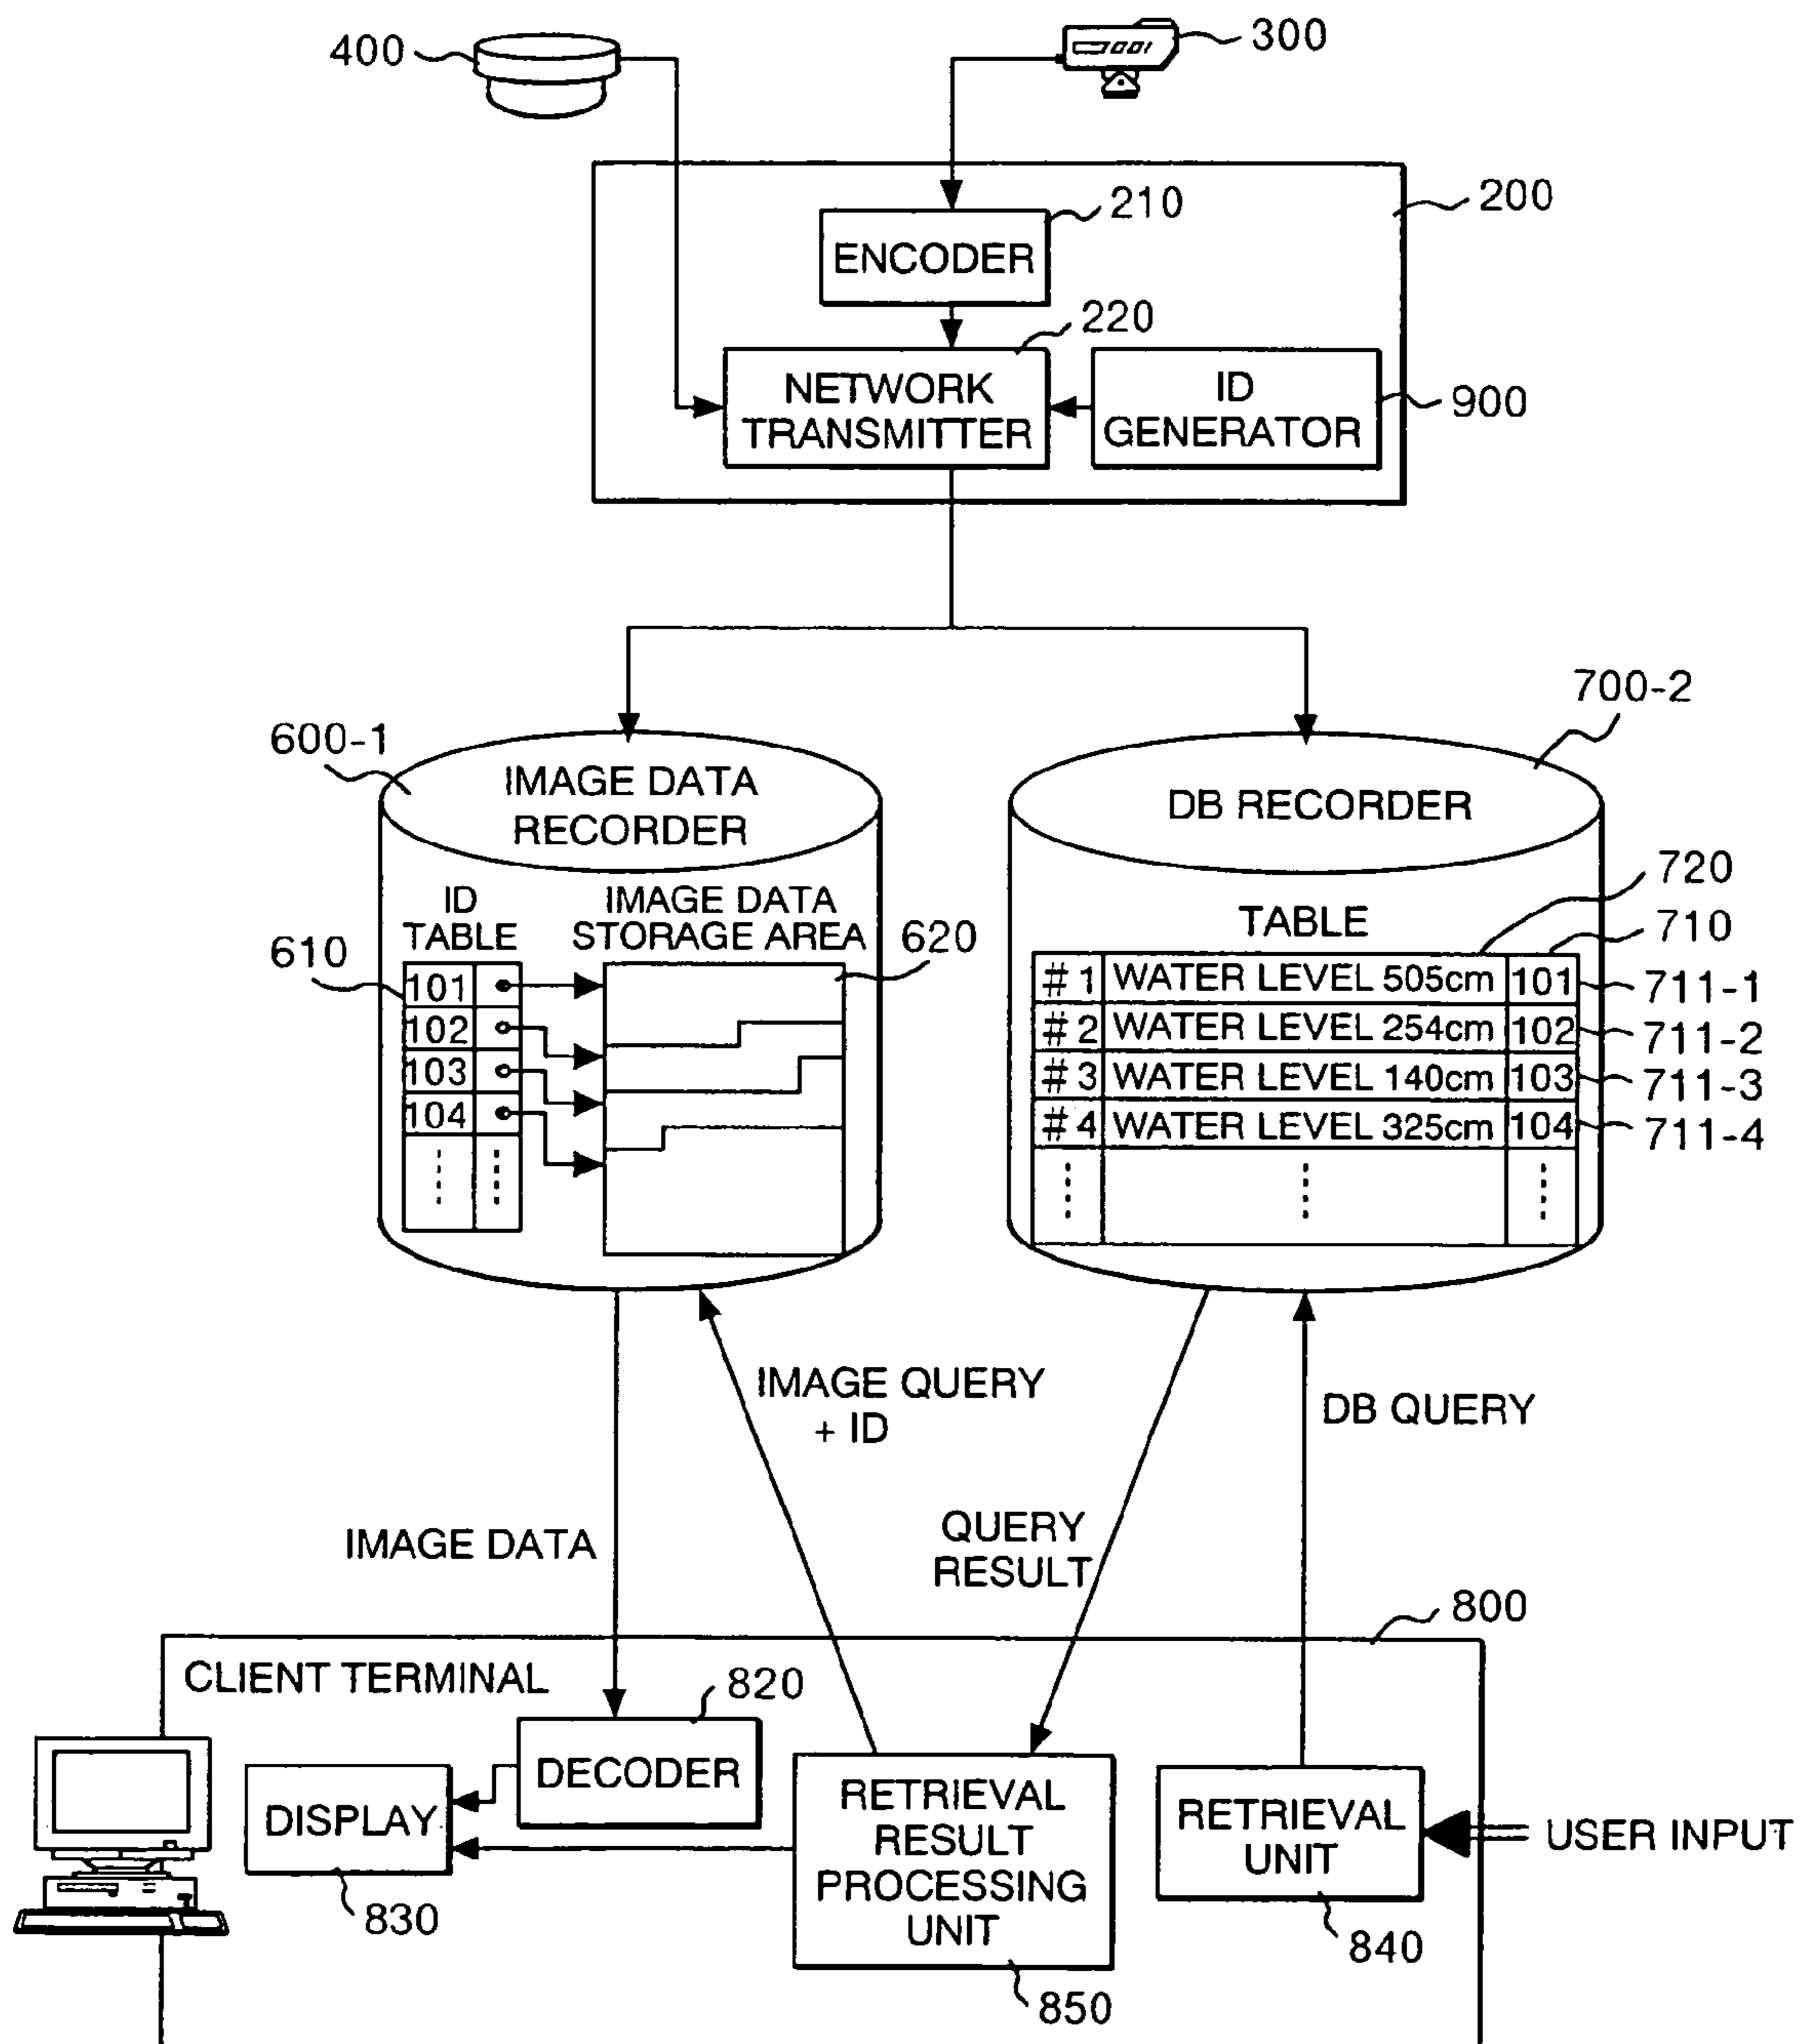 400
300
200
210
ENCODER
220
NETWORK
TRANSMITTER
ID
GENERATOR
900
600-1
IMAGE DATA
RECORDER
ID
TABLE
IMAGE DATA
STORAGE AREA
610
620
101
102
103
104
700-2
DB RECORDER
720
TABLE
710
#1 WATER LEVEL 505cm 101
711-1
#2 WATER LEVEL 254cm 102
711-2
#3 WATER LEVEL 140cm 103
711-3
#4 WATER LEVEL 325cm 104
711-4
IMAGE QUERY
+ ID
DB QUERY
IMAGE DATA
QUERY
RESULT
800
CLIENT TERMINAL
820
DECODER
DISPLAY
830
RETRIEVAL
RESULT
PROCESSING
UNIT
850
RETRIEVAL
UNIT
840
USER INPUT